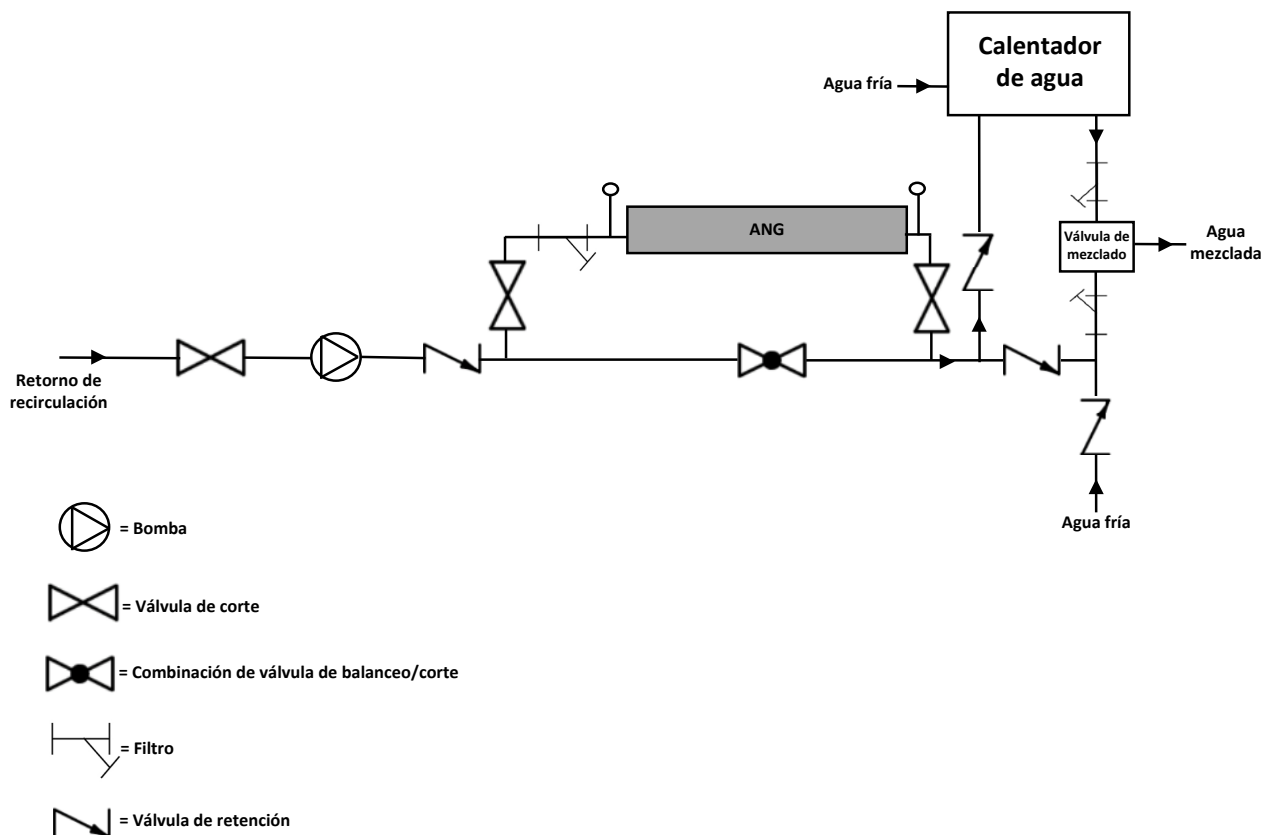 Calentador
de agua
Agua fría
ANG
Válvula de
mezclado
Agua
mezclada
Retorno de
recirculación
Agua fría
= Bomba
= Válvula de corte
= Combinación de válvula de balanceo/corte
= Filtro
= Válvula de retención